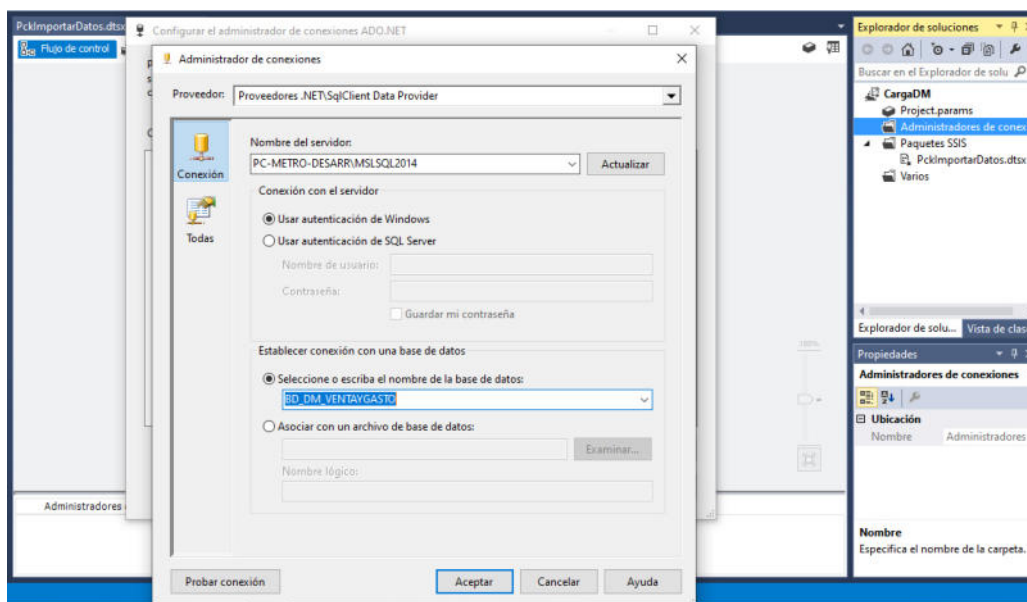 PckImportarDatos.dtsx
Flujo de control
Configurar el administrador de conexiones ADO.NET
Administrador de conexiones
Proveedor:
Proveedores .NET\SqlClient Data Provider
Conexión
Todas
Nombre del servidor:
PC-METRO-DESARR\MSLSQL2014
Actualizar
Conexión con el servidor
Usar autenticación de Windows
Usar autenticación de SQL Server
Nombre de usuario:
Contraseña:
Guardar mi contraseña
Establecer conexión con una base de datos
Seleccione o escriba el nombre de la base de datos:
BD_DM_VENTAYGASTO
Asociar con un archivo de base de datos:
Examinar...
Nombre lógico:
Probar conexión
Aceptar
Cancelar
Ayuda
Administradores
100%
Explorador de soluciones
Buscar en el Explorador de solu
CargaDM
Project.params
Administradores de conex
Paquetes SSIS
PckImportarDatos.dtsx
Varios
Explorador de solu...
Vista de clas
Propiedades
Administradores de conexiones
Ubicación
Nombre
Administradores
Nombre
Especifica el nombre de la carpeta.